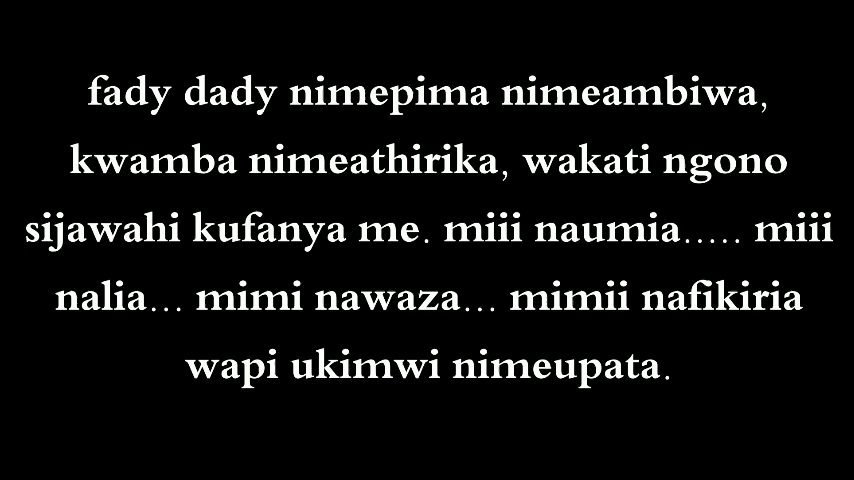 fady dady nimepima nimeambiwa,
kwamba nimeathirika, wakati ngono
sijawahi kufanya me. miii naumia..... miii
nalia... mimi nawaza... mimii nafikiria
wapi ukimwi nimeupata.